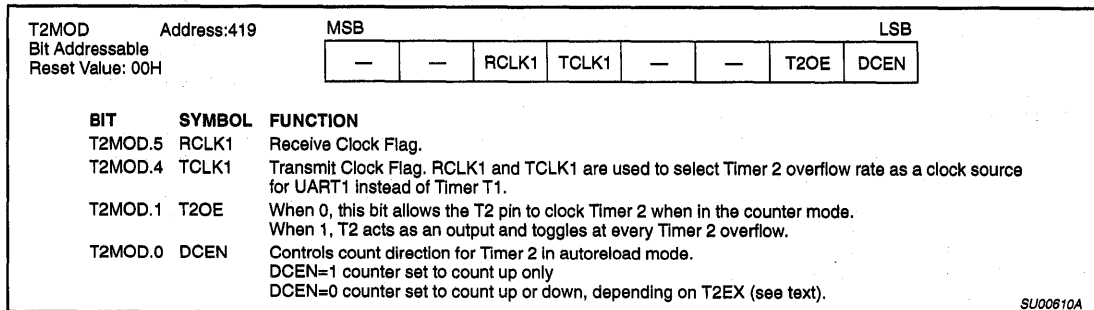 T2MOD Address:419 MSB LSB
Bit Addressable
Reset Value: 00H
— — RCLK1 TCLK1 — — T2OE DCEN
BIT SYMBOL FUNCTION
T2MOD.5 RCLK1 Receive Clock Flag.
T2MOD.4 TCLK1 Transmit Clock Flag. RCLK1 and TCLK1 are used to select Timer 2 overflow rate as a clock source
for UART1 instead of Timer T1.
T2MOD.1 T2OE When 0, this bit allows the T2 pin to clock Timer 2 when in the counter mode.
When 1, T2 acts as an output and toggles at every Timer 2 overflow.
T2MOD.0 DCEN Controls count direction for Timer 2 in autoreload mode.
DCEN=1 counter set to count up only
DCEN=0 counter set to count up or down, depending on T2EX (see text).
SU00610A